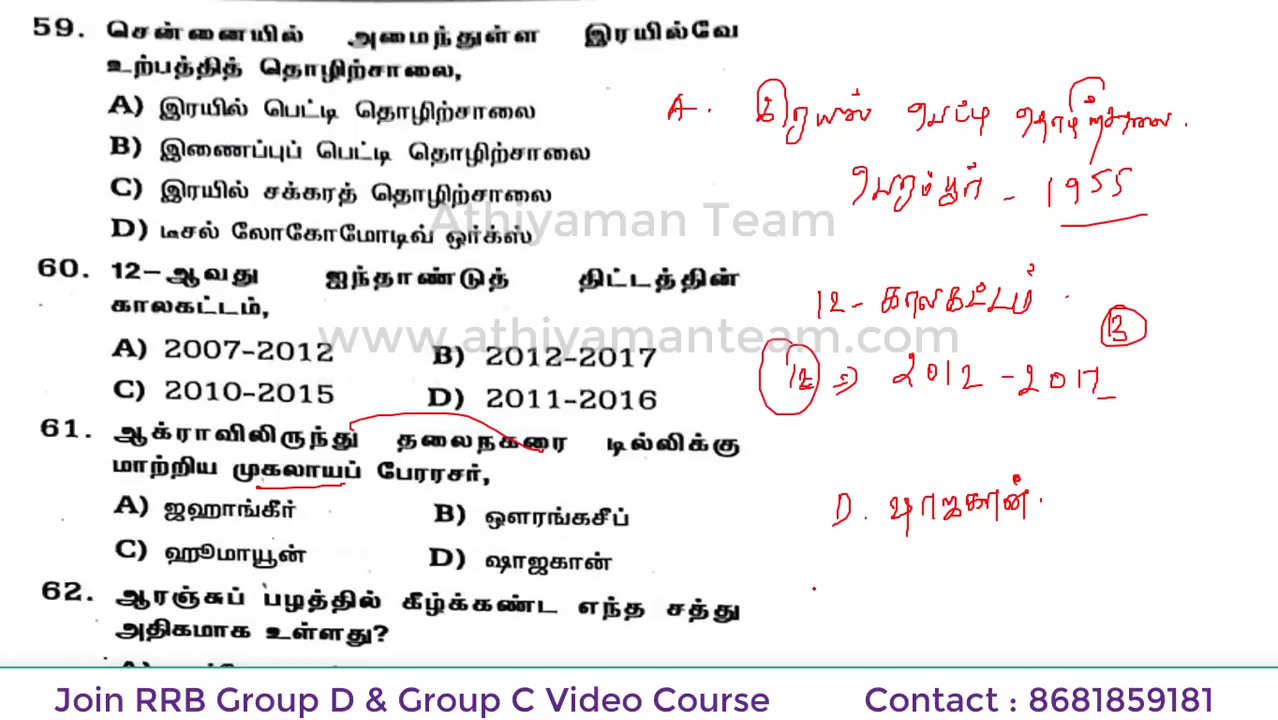 59. சென்னையில் அமைந்துள்ள இரயில்வே
உற்பத்தித் தொழிற்சாலை,
A) இரயில் பெட்டி தொழிற்சாலை
B) இணைப்புப் பெட்டி தொழிற்சாலை
C) இரயில் சக்கரத் தொழிற்சாலை
D) டீசல் லோகோமோடிவ் ஒர்க்ஸ்
A. இரயில் பெட்டி தொழிற்சாலை.
பெரம்பூர் - 1955
Athiyaman Team
60. 12-ஆவது ஐந்தாண்டுத் திட்டத்தின்
காலகட்டம்,
A) 2007-2012 B) 2012-2017
C) 2010-2015 D) 2011-2016
12 - காலகட்டம்
13
12 2012 - 2017
www.athiyamanteam.com
61. ஆக்ராவிலிருந்து தலைநகரை டில்லிக்கு
மாற்றிய முகலாயப் பேரரசர்,
A) ஜஹாங்கீர் B) ஔரங்கசீப்
C) ஹூமாயூன் D) ஷாஜகான்
D. ஷாஜகான்.
62. ஆரஞ்சுப் பழத்தில் கீழ்க்கண்ட எந்த சத்து
அதிகமாக உள்ளது?
Join RRB Group D & Group C Video Course Contact : 8681859181